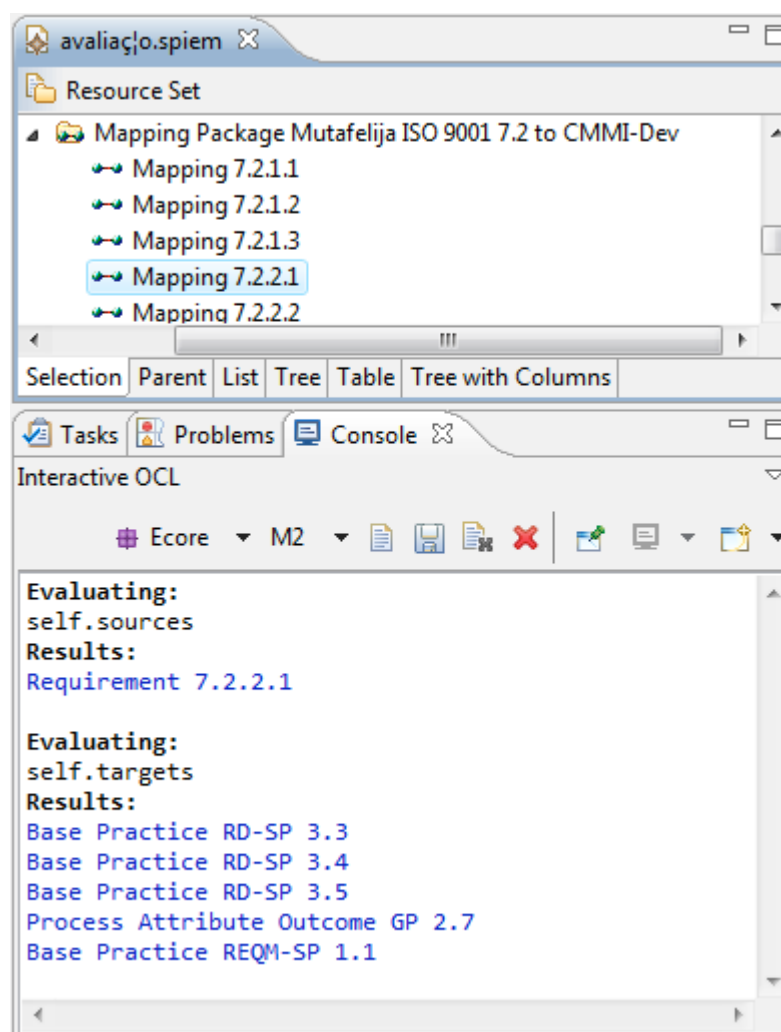 avaliaç¦o.spiem
Resource Set
Mapping Package Mutafelija ISO 9001 7.2 to CMMI-Dev
Mapping 7.2.1.1
Mapping 7.2.1.2
Mapping 7.2.1.3
Mapping 7.2.2.1
Mapping 7.2.2.2
Selection Parent List Tree Table Tree with Columns
Tasks Problems Console
Interactive OCL
Ecore M2
Evaluating:
self.sources
Results:
Requirement 7.2.2.1
Evaluating:
self.targets
Results:
Base Practice RD-SP 3.3
Base Practice RD-SP 3.4
Base Practice RD-SP 3.5
Process Attribute Outcome GP 2.7
Base Practice REQM-SP 1.1